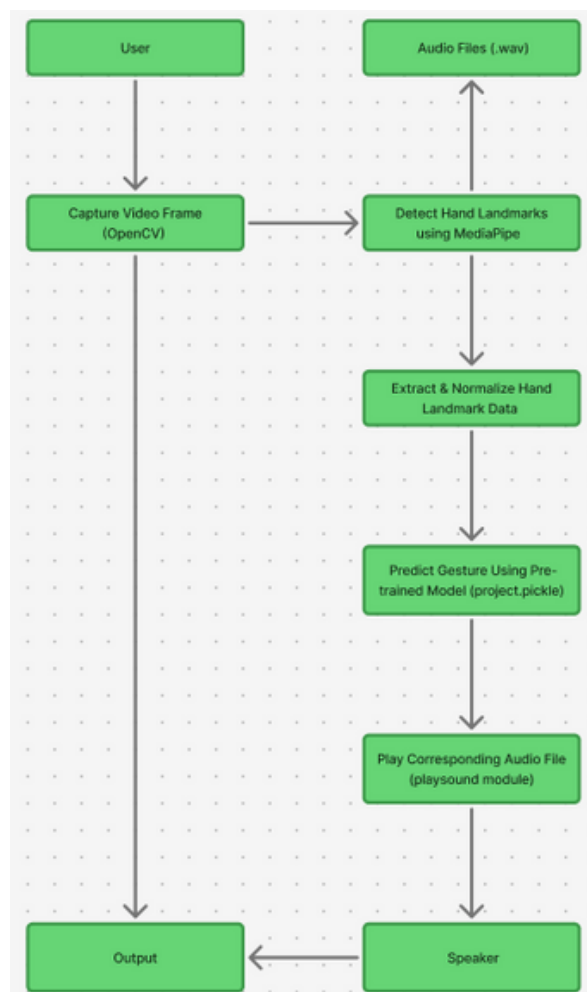 User
Audio Files (.wav)
Capture Video Frame
(OpenCV)
Detect Hand Landmarks
using MediaPipe
Extract & Normalize Hand
Landmark Data
Predict Gesture Using Pre-
trained Model (project.pickle)
Play Corresponding Audio File
(playsound module)
Output
Speaker